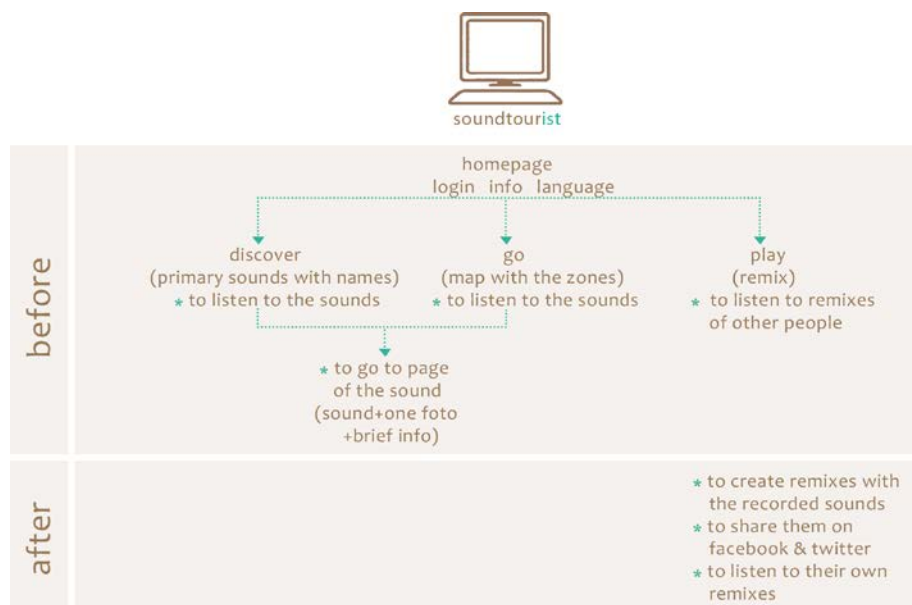 soundtourist
before
homepage
login info language
discover
(primary sounds with names)
* to listen to the sounds
go
(map with the zones)
* to listen to the sounds
play
(remix)
* to listen to remixes
of other people
* to go to page
of the sound
(sound+one foto
+brief info)
after
* to create remixes with
the recorded sounds
* to share them on
facebook & twitter
* to listen to their own
remixes